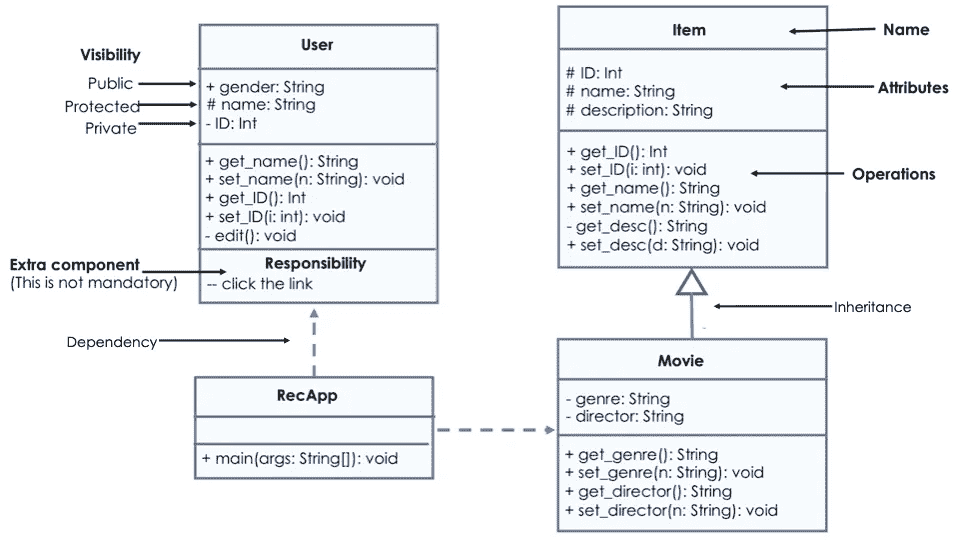 Visibility
Public
Protected
Private
User
+ gender: String
# name: String
- ID: Int
+ get_name(): String
+ set_name(n: String): void
+ get_ID(): Int
+ set_ID(i: int): void
- edit(): void
Extra component
(This is not mandatory)
Responsibility
-- click the link
Dependency
RecApp
+ main(args: String[]): void
Item
Name
# ID: Int
# name: String
# description: String
Attributes
+ get_ID(): Int
+ set_ID(i: int): void
+ get_name(): String
+ set_name(n: String): void
- get_desc(): String
+ set_desc(d: String): void
Operations
Inheritance
Movie
- genre: String
- director: String
+ get_genre(): String
+ set_genre(n: String): void
+ get_director(): String
+ set_director(n: String): void